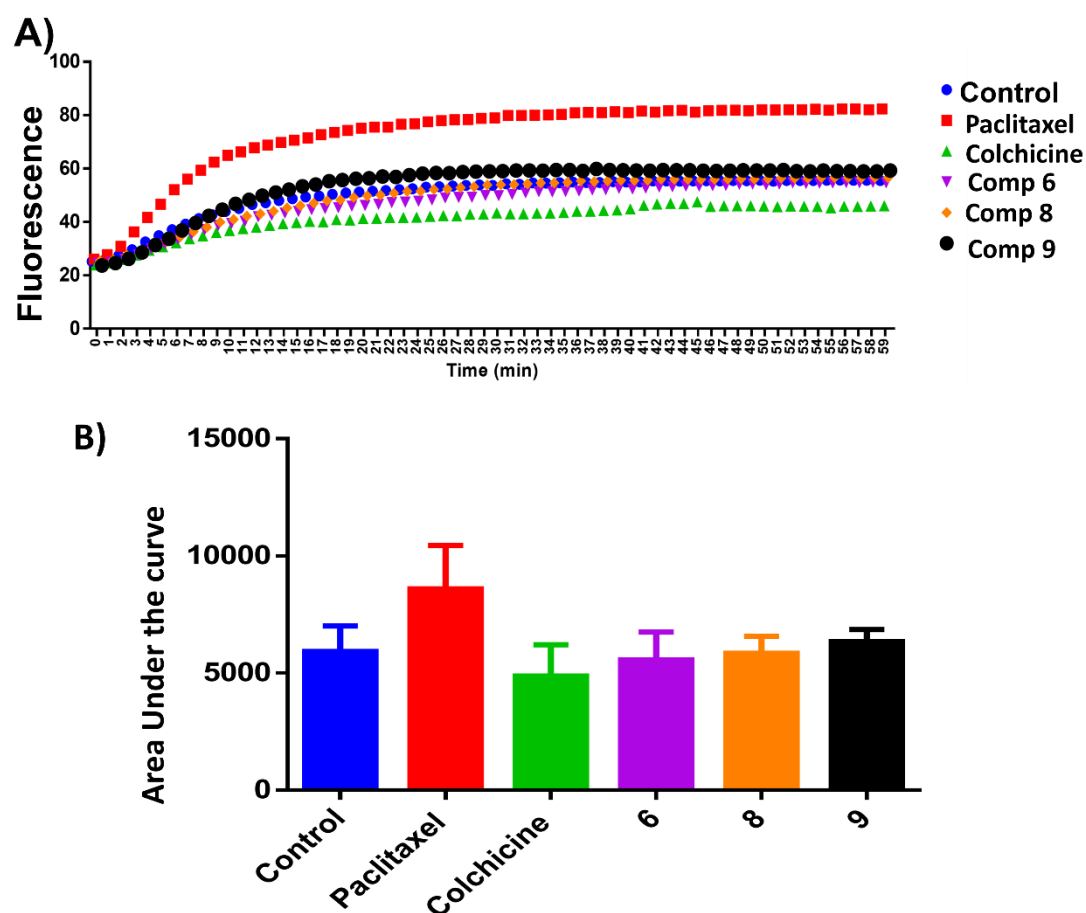 A)
Fluorescence
100
80
60
40
20
0
0 1 2 3 4 5 6 7 8 9 10 11 12 13 14 15 16 17 18 19 20 21 22 23 24 25 26 27 28 29 30 31 32 33 34 35 36 37 38 39 40 41 42 43 44 45 46 47 48 49 50 51 52 53 54 55 56 57 58 59
Time (min)
Control
Paclitaxel
Colchicine
Comp 6
Comp 8
Comp 9
B)
Area Under the curve
15000
10000
5000
0
Control
Paclitaxel
Colchicine
6
8
9